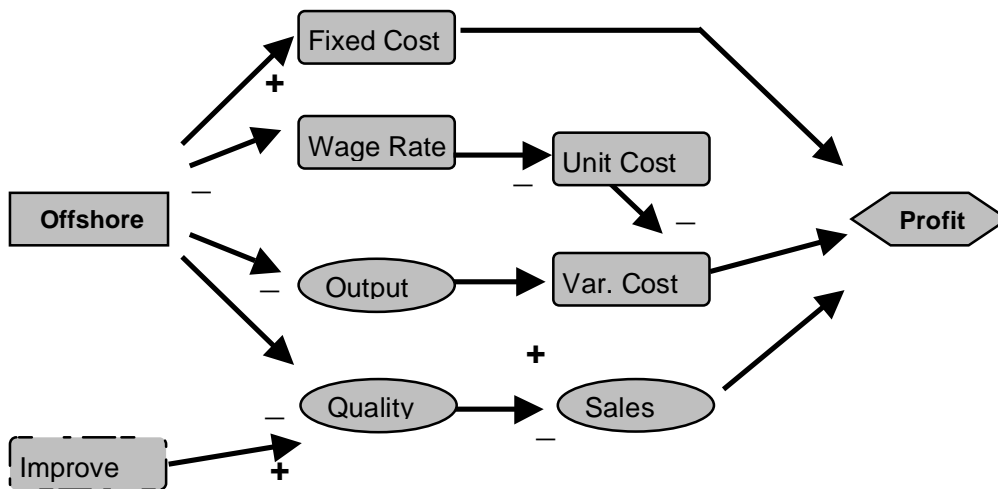 Fixed Cost
+
Wage Rate
Unit Cost
–
–
–
Offshore
Profit
–
Output
Var. Cost
+
–
Quality
Sales
–
Improve
+